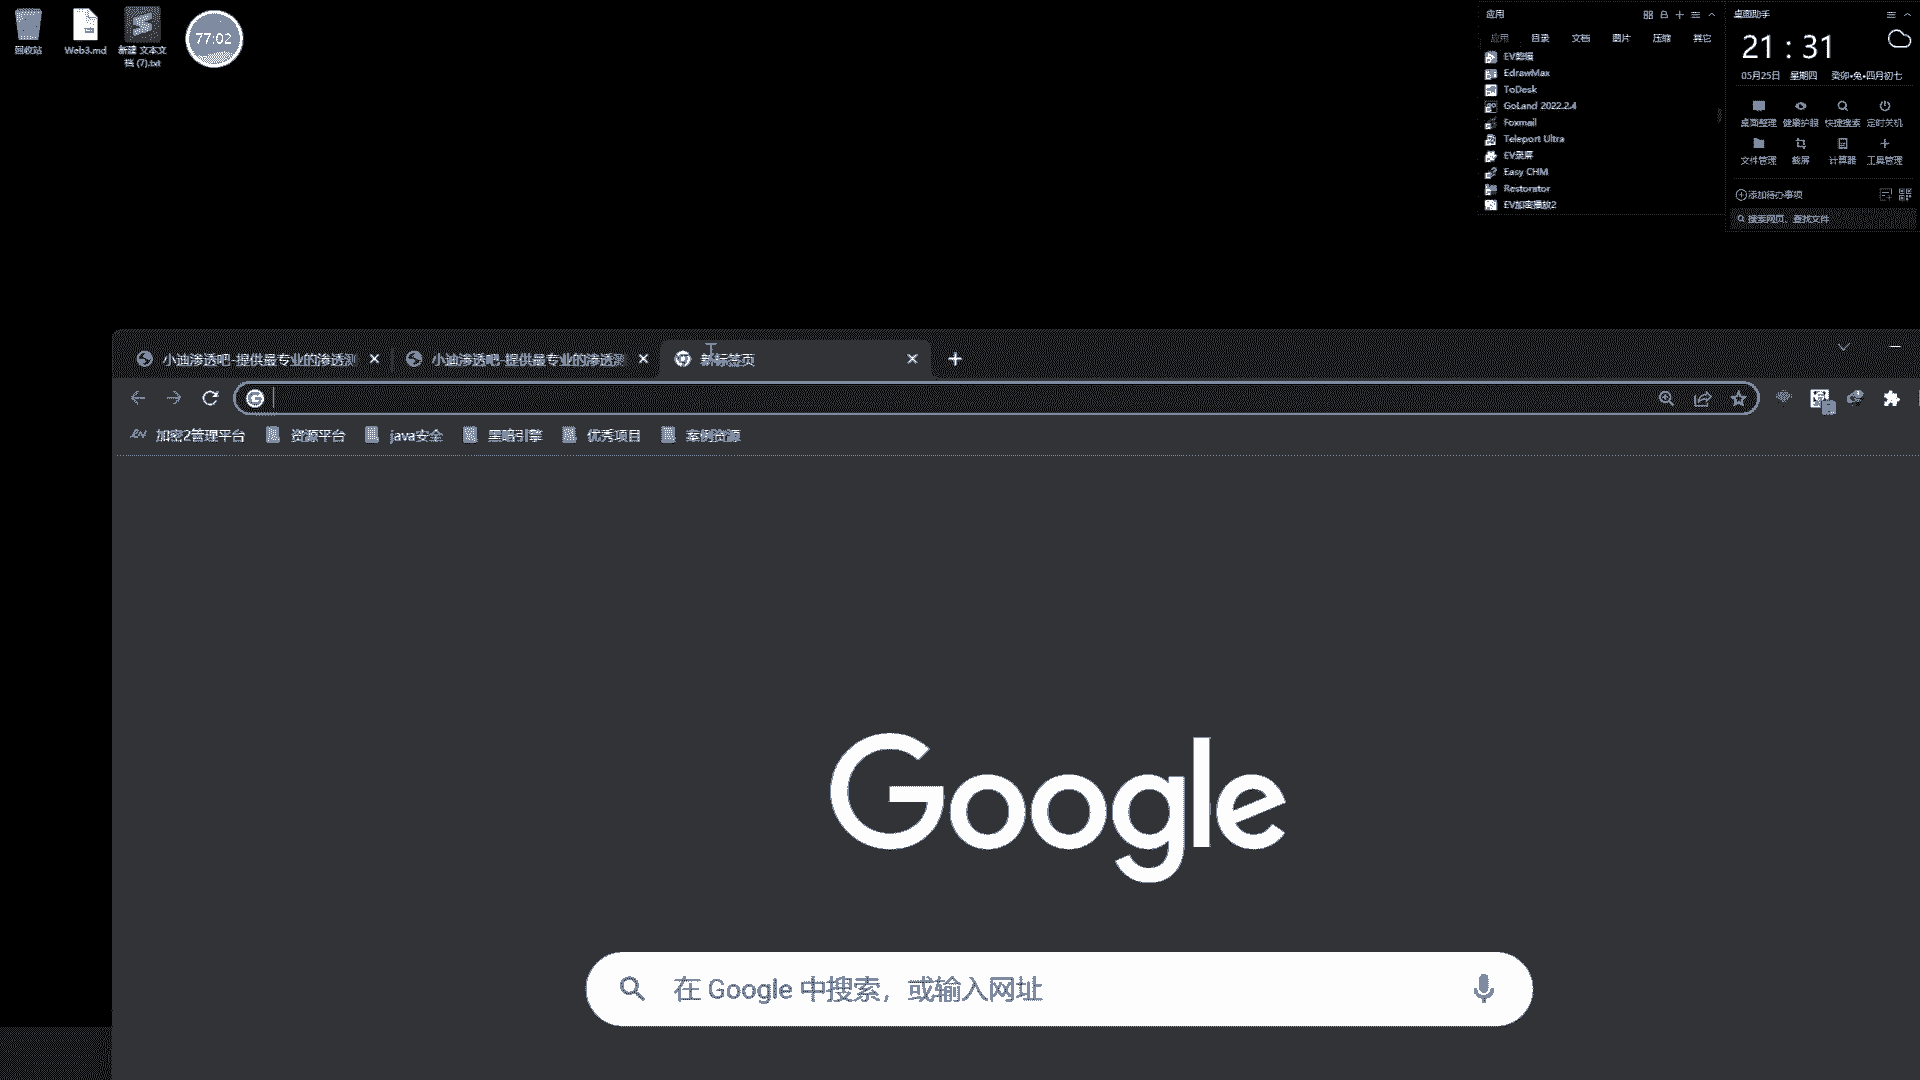 回收站
Web3.md
新建 文本文
档 (7).txt
77:02
应用
应用 目录 文档 图片 压缩 其它
EV剪辑
EdrawMax
ToDesk
GoLand 2022.2.4
Foxmail
Teleport Ultra
EV录屏
Easy CHM
Restorator
EV加密播放2
桌面助手
21 : 31
05月25日 星期四 癸卯•兔•四月初七
桌面整理 健康护眼 快捷搜索 定时关机
文件管理 截屏 计算器 工具管理
添加待办事项
搜索网页、查找文件
小迪渗透吧-提供最专业的渗透测
小迪渗透吧-提供最专业的渗透测
新标签页
加密2管理平台 资源平台 java安全 黑暗引擎 优秀项目 案例资源
Google
在 Google 中搜索，或输入网址